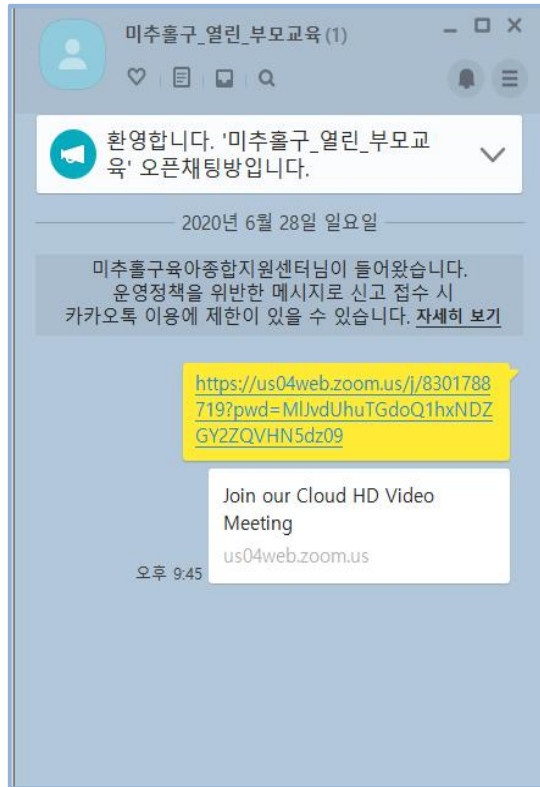 미추홀구_열린_부모교육 (1)
환영합니다. '미추홀구_열린_부모교
육' 오픈채팅방입니다.
2020년 6월 28일 일요일
미추홀구육아종합지원센터님이 들어왔습니다.
운영정책을 위반한 메시지로 신고 접수 시
카카오톡 이용에 제한이 있을 수 있습니다. 자세히 보기
https://us04web.zoom.us/j/8301788
719?pwd=MlJvdUhuTGdoQ1hxNDZ
GY2ZQVHN5dz09
Join our Cloud HD Video
Meeting
us04web.zoom.us
오후 9:45